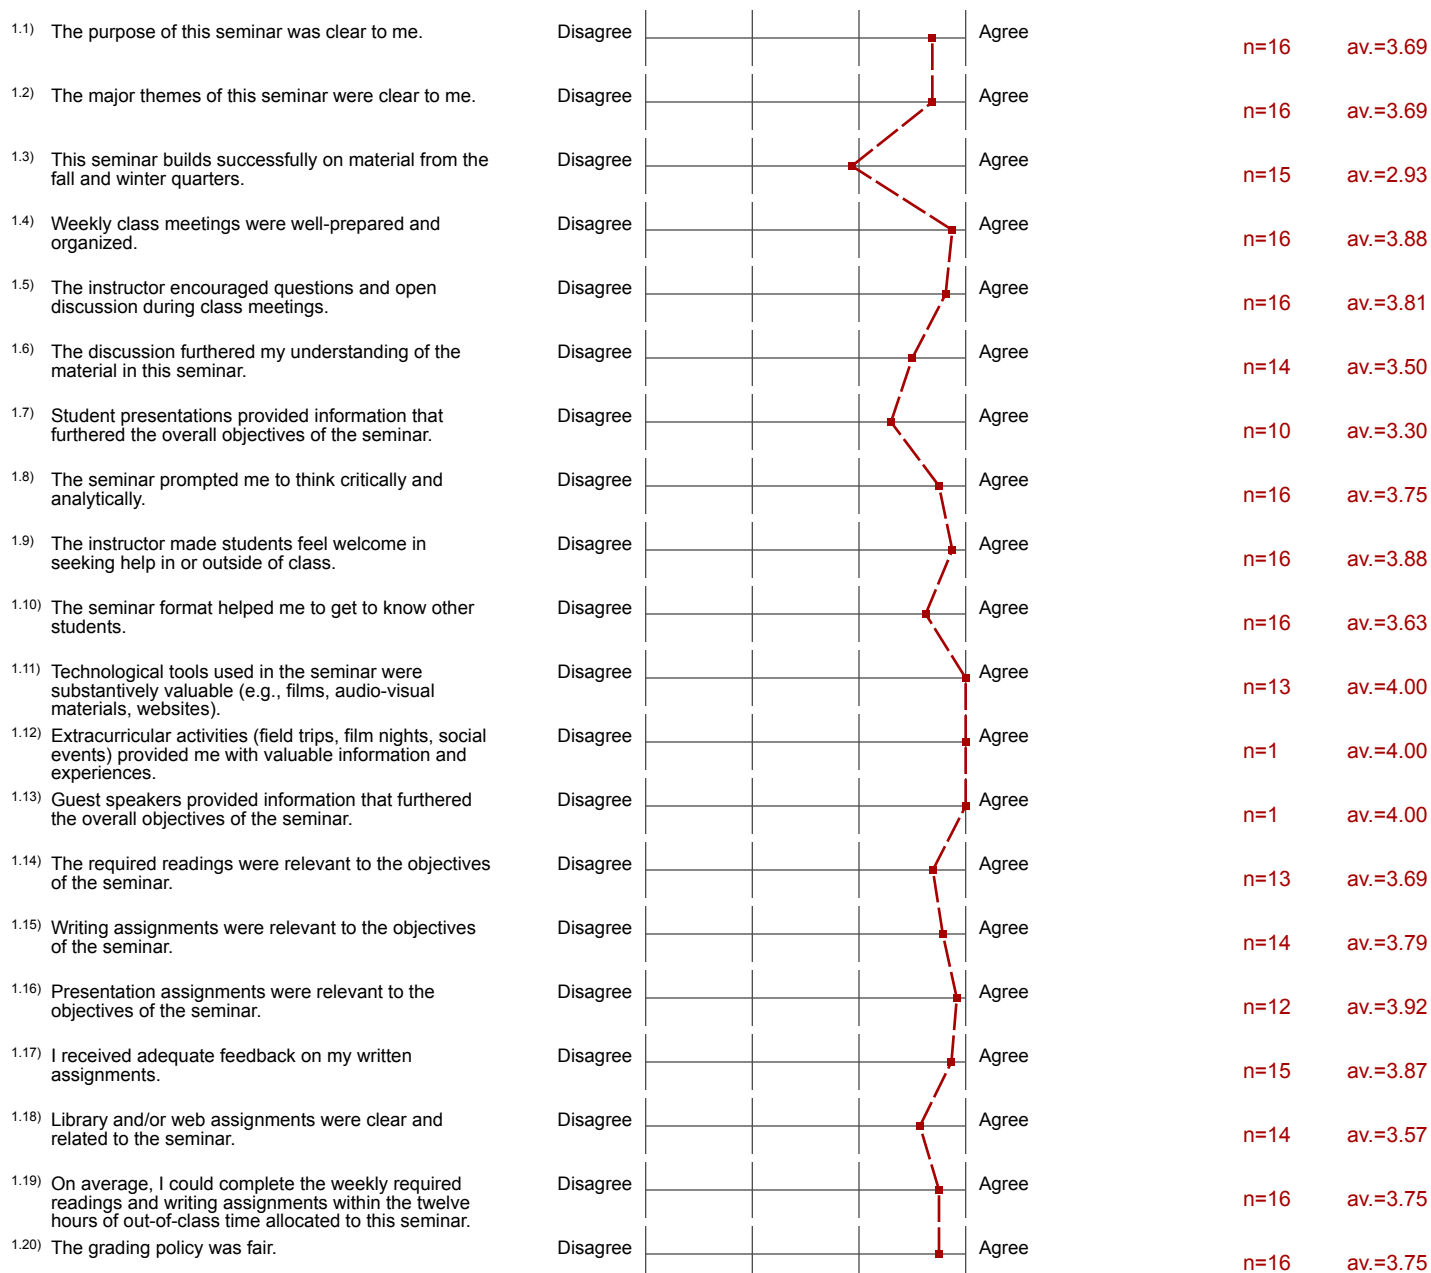 1.1) The purpose of this seminar was clear to me. Disagree Agree n=16 av.=3.69
1.2) The major themes of this seminar were clear to me. Disagree Agree n=16 av.=3.69
1.3) This seminar builds successfully on material from the Disagree Agree n=15 av.=2.93
fall and winter quarters.
1.4) Weekly class meetings were well-prepared and Disagree Agree n=16 av.=3.88
organized.
1.5) The instructor encouraged questions and open Disagree Agree n=16 av.=3.81
discussion during class meetings.
1.6) The discussion furthered my understanding of the Disagree Agree n=14 av.=3.50
material in this seminar.
1.7) Student presentations provided information that Disagree Agree n=10 av.=3.30
furthered the overall objectives of the seminar.
1.8) The seminar prompted me to think critically and Disagree Agree n=16 av.=3.75
analytically.
1.9) The instructor made students feel welcome in Disagree Agree n=16 av.=3.88
seeking help in or outside of class.
1.10) The seminar format helped me to get to know other Disagree Agree n=16 av.=3.63
students.
1.11) Technological tools used in the seminar were Disagree Agree n=13 av.=4.00
substantively valuable (e.g., films, audio-visual
materials, websites).
1.12) Extracurricular activities (field trips, film nights, social Disagree Agree n=1 av.=4.00
events) provided me with valuable information and
experiences.
1.13) Guest speakers provided information that furthered Disagree Agree n=1 av.=4.00
the overall objectives of the seminar.
1.14) The required readings were relevant to the objectives Disagree Agree n=13 av.=3.69
of the seminar.
1.15) Writing assignments were relevant to the objectives Disagree Agree n=14 av.=3.79
of the seminar.
1.16) Presentation assignments were relevant to the Disagree Agree n=12 av.=3.92
objectives of the seminar.
1.17) I received adequate feedback on my written Disagree Agree n=15 av.=3.87
assignments.
1.18) Library and/or web assignments were clear and Disagree Agree n=14 av.=3.57
related to the seminar.
1.19) On average, I could complete the weekly required Disagree Agree n=16 av.=3.75
readings and writing assignments within the twelve
hours of out-of-class time allocated to this seminar.
1.20) The grading policy was fair. Disagree Agree n=16 av.=3.75